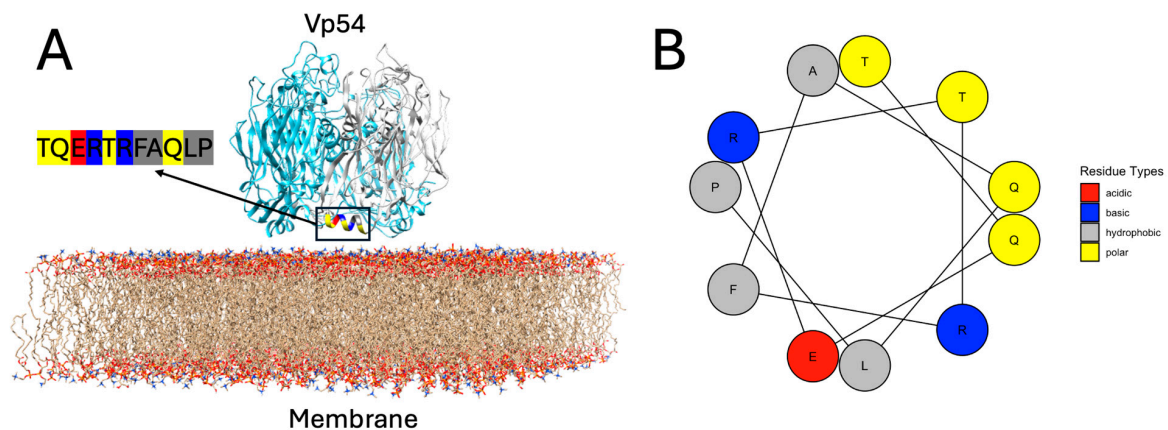 A
Vp54
TQERTRFAQLP
Membrane
B
A
T
T
R
P
Q
Q
F
R
E
L
Residue Types
acidic
basic
hydrophobic
polar